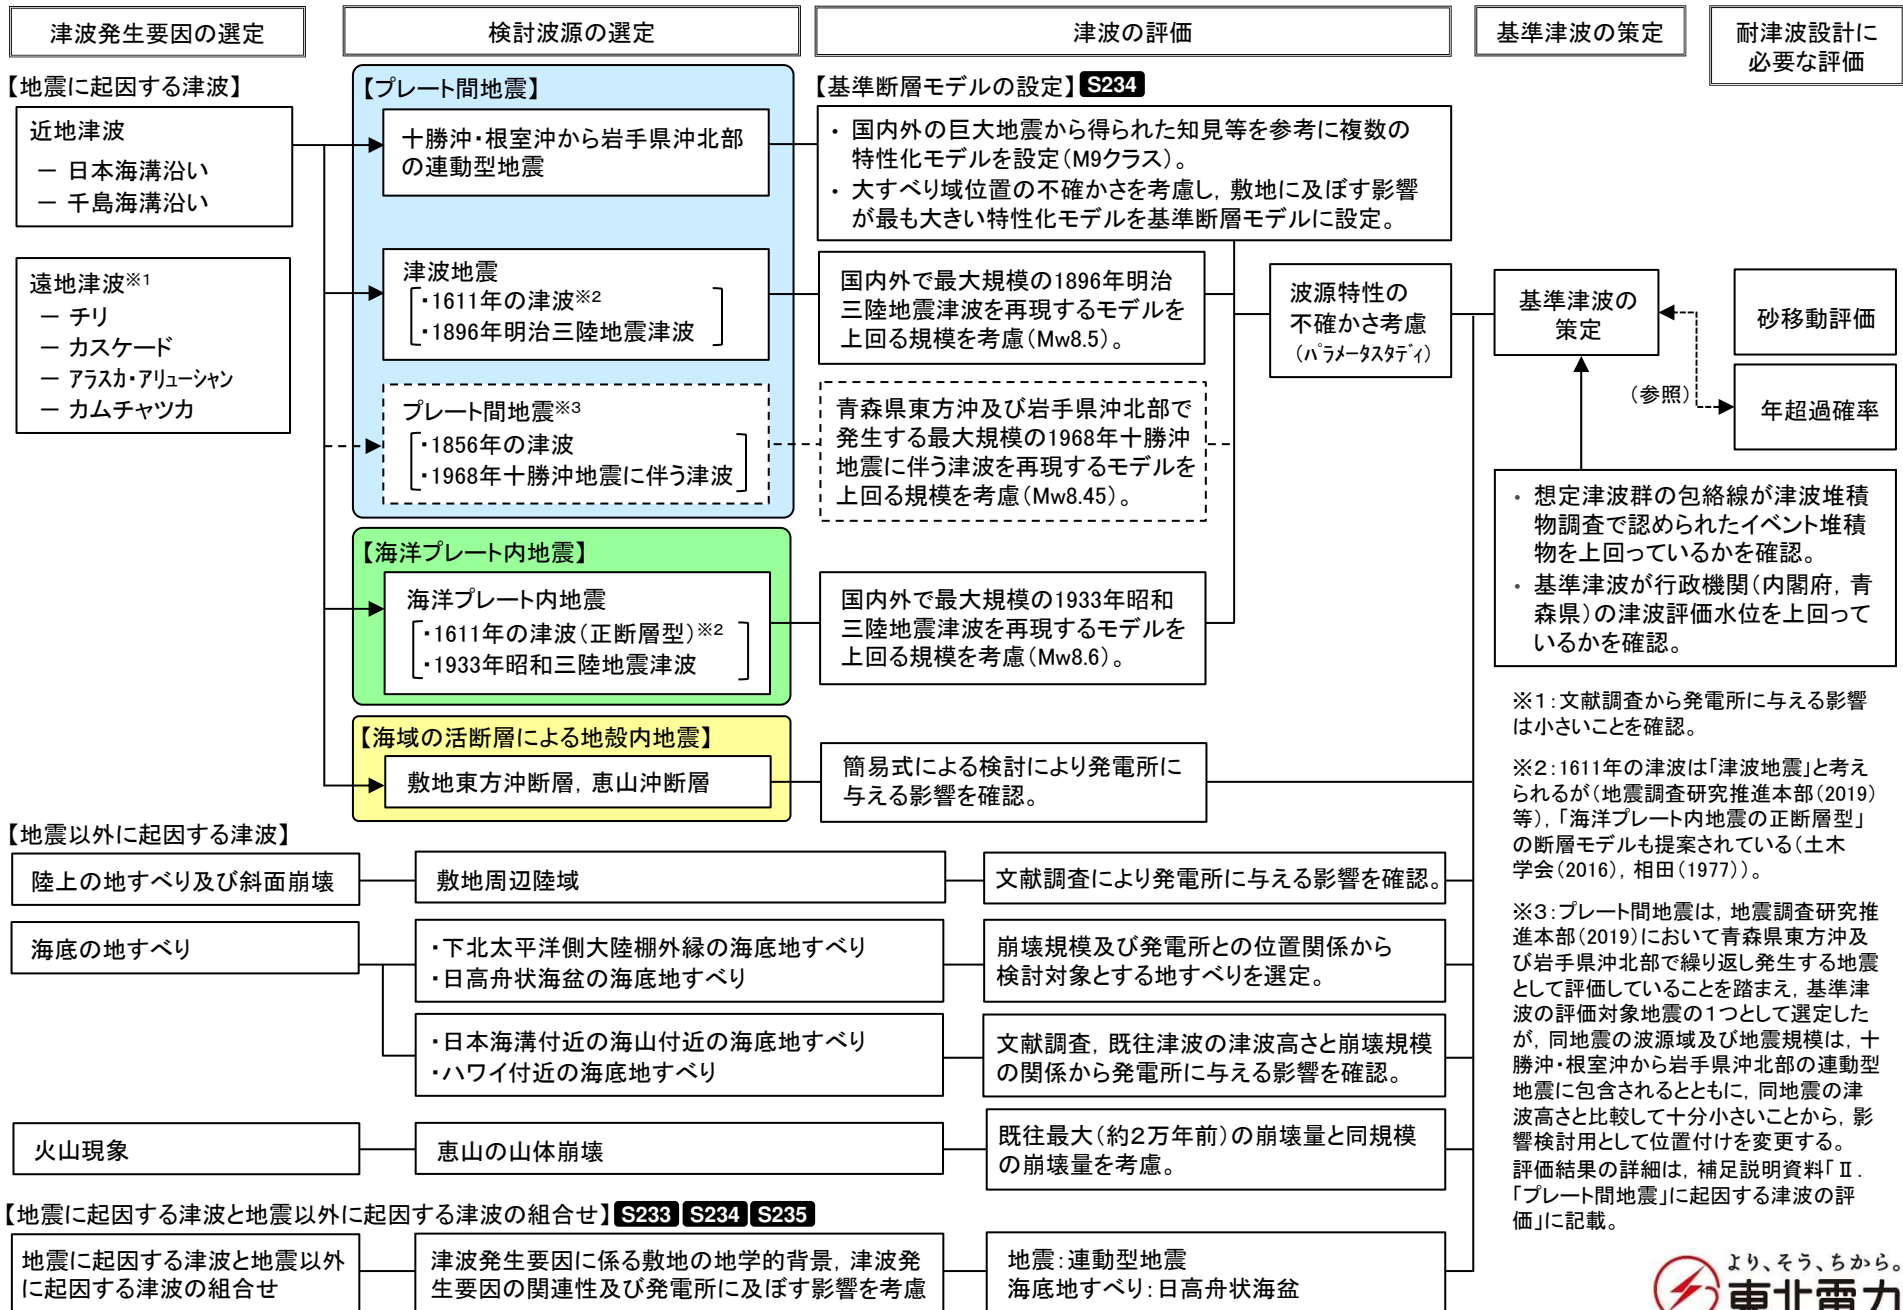 津波発生要因の選定
検討波源の選定
津波の評価
基準津波の策定
耐津波設計に
必要な評価
【地震に起因する津波】
近地津波
－ 日本海溝沿い
－ 千島海溝沿い
遠地津波※1
－ チリ
－ カスケード
－ アラスカ・アリューシャン
－ カムチャツカ
【プレート間地震】
十勝沖・根室沖から岩手県沖北部
の連動型地震
津波地震
・1611年の津波※2
・1896年明治三陸地震津波
プレート間地震※3
・1856年の津波
・1968年十勝沖地震に伴う津波
【海洋プレート内地震】
海洋プレート内地震
・1611年の津波（正断層型）※2
・1933年昭和三陸地震津波
【海域の活断層による地殻内地震】
敷地東方沖断層，恵山沖断層
【基準断層モデルの設定】 S234
・ 国内外の巨大地震から得られた知見等を参考に複数の
特性化モデルを設定（M9クラス）。
・ 大すべり域位置の不確かさを考慮し，敷地に及ぼす影響
が最も大きい特性化モデルを基準断層モデルに設定。
国内外で最大規模の1896年明治
三陸地震津波を再現するモデルを
上回る規模を考慮（Mw8.5）。
青森県東方沖及び岩手県沖北部で
発生する最大規模の1968年十勝沖
地震に伴う津波を再現するモデルを
上回る規模を考慮（Mw8.45）。
国内外で最大規模の1933年昭和
三陸地震津波を再現するモデルを
上回る規模を考慮（Mw8.6）。
簡易式による検討により発電所に
与える影響を確認。
波源特性の
不確かさ考慮
（ﾊﾟﾗﾒｰﾀｽﾀﾃﾞｨ）
基準津波の
策定
砂移動評価
（参照）
年超過確率
・ 想定津波群の包絡線が津波堆積
物調査で認められたイベント堆積
物を上回っているかを確認。
・ 基準津波が行政機関（内閣府，青
森県）の津波評価水位を上回って
いるかを確認。
【地震以外に起因する津波】
陸上の地すべり及び斜面崩壊
敷地周辺陸域
文献調査により発電所に与える影響を確認。
海底の地すべり
・下北太平洋側大陸棚外縁の海底地すべり
・日高舟状海盆の海底地すべり
崩壊規模及び発電所との位置関係から
検討対象とする地すべりを選定。
・日本海溝付近の海山付近の海底地すべり
・ハワイ付近の海底地すべり
文献調査，既往津波の津波高さと崩壊規模
の関係から発電所に与える影響を確認。
火山現象
恵山の山体崩壊
既往最大（約2万年前）の崩壊量と同規模
の崩壊量を考慮。
【地震に起因する津波と地震以外に起因する津波の組合せ】 S233 S234 S235
地震に起因する津波と地震以外
に起因する津波の組合せ
津波発生要因に係る敷地の地学的背景，津波発
生要因の関連性及び発電所に及ぼす影響を考慮
地震：連動型地震
海底地すべり：日高舟状海盆
※1：文献調査から発電所に与える影響
は小さいことを確認。
※2：1611年の津波は「津波地震」と考え
られるが（地震調査研究推進本部（2019）
等），「海洋プレート内地震の正断層型」
の断層モデルも提案されている（土木
学会（2016），相田（1977））。
※3：プレート間地震は，地震調査研究推
進本部（2019）において青森県東方沖及
び岩手県沖北部で繰り返し発生する地震
として評価していることを踏まえ，基準津
波の評価対象地震の1つとして選定した
が，同地震の波源域及び地震規模は，十
勝沖・根室沖から岩手県沖北部の連動型
地震に包含されるとともに，同地震の津
波高さと比較して十分小さいことから，影
響検討用として位置付けを変更する。
評価結果の詳細は，補足説明資料「Ⅱ．
「プレート間地震」に起因する津波の評
価」に記載。
より、そう、ちから。
東北電力